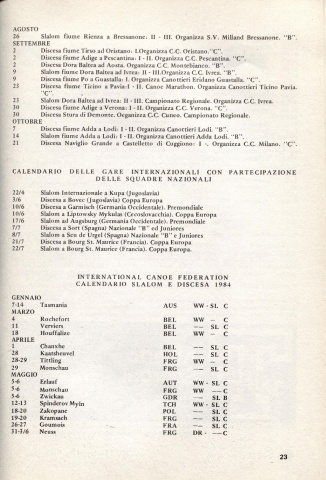 AGOSTO
26 Slalom fiume Rienza a Bressanone. II - III. Organizza S.V. Milland Bressanone. "B".
SETTEMBRE
2 Discesa fiume Tirso ad Oristano. I. Organizza C.C. Oristano. "C".
2 Discesa fiume Adige a Pescantina: I - II. Organizza C.C. Pescantina. "C".
2 Discesa Dora Baltea ad Aosta. Organizza C.C. Montebianco. "B".
9 Slalom fiume Dora Baltea ad Ivrea: II - III. Organizza C.C. Ivrea. "B".
9 Discesa fiume Po a Guastalla: I. Organizza Canottieri Eridano Guastalla. "C".
23 Discesa fiume Ticino a Pavia: I - II. Canoe Marathon. Organizza Canottieri Ticino Pavia.
"C".
23 Slalom Dora Baltea ad Ivrea: II - III. Campionato Regionale. Organizza C.C. Ivrea.
30 Discesa fiume Adige a Verona: I - II. Organizza C.C. Verona. "C".
30 Discesa Stura di Demonte. Organizza C.C. Cuneo. Campionato Regionale.
OTTOBRE
7 Discesa fiume Adda a Lodi: I - II. Organizza Canottieri Lodi. "B".
14 Slalom fiume Adda a Lodi: I - II. Organizza Canottieri Adda Lodi. "B".
21 Discesa Naviglio Grande a Castelletto di Cuggiono: I -. Organizza C.C. Milano. "C".
CALENDARIO DELLE GARE INTERNAZIONALI CON PARTECIPAZIONE
DELLE SQUADRE NAZIONALI
22/4 Slalom Internazionale a Kupa (Jugoslavia)
3/6 Discesa a Bovec (Jugoslavia) Coppa Europa
10/6 Discesa a Garmisch (Germania Occidentale). Premondiale
10/6 Slalom a Liptowsky Mykulas (Cecoslovacchia). Coppa Europa
17/6 Slalom ad Augsburg (Germania Occidentale). Premondiale
7/7 Discesa a Sort (Spagna) Nazionale "B" ed Juniores
8/7 Slalom a Seu de Urgel (Spagna) Nazionale "B" e Juniores
21/7 Discesa a Bourg St. Maurice (Francia). Coppa Europa
22/7 Slalom a Bourg St. Maurice (Francia). Coppa Europa.
INTERNATIONAL CANOE FEDERATION
CALENDARIO SLALOM E DISCESA 1984
GENNAIO
7-14 Tasmania AUS WW - SL C
MARZO
4 Rochefort BEL WW — C
11 Verviers BEL —— SL C
18 Houffalize BEL WW — C
APRILE
1 Chanxhe BEL —— SL C
28 Kaatsheuvel HOL —— SL C
28-29 Tittling FRG WW — C
29 Monschau FRG —— SL C
MAGGIO
5-6 Erlauf AUT WW - SL C
5-6 Monschau FRG WW —— C
5-6 Zwickau GDR —— SL B
12-13 Spinderov Myln TCH WW - SL C
18-20 Zakopane POL —— SL C
19-20 Kramsach FRG —— SL C
26-27 Goumois FRA —— SL C
31-3/6 Neuss FRG DR - —— C
23